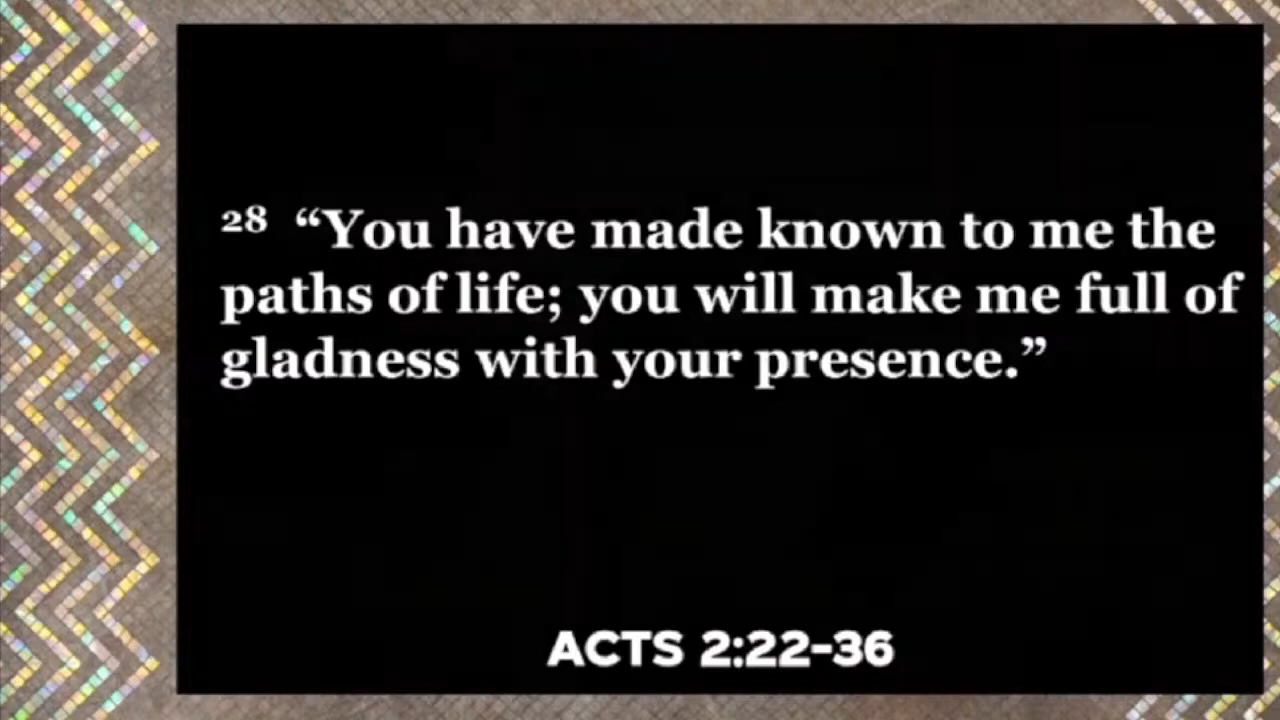 28 “You have made known to me the
paths of life; you will make me full of
gladness with your presence.”
ACTS 2:22-36